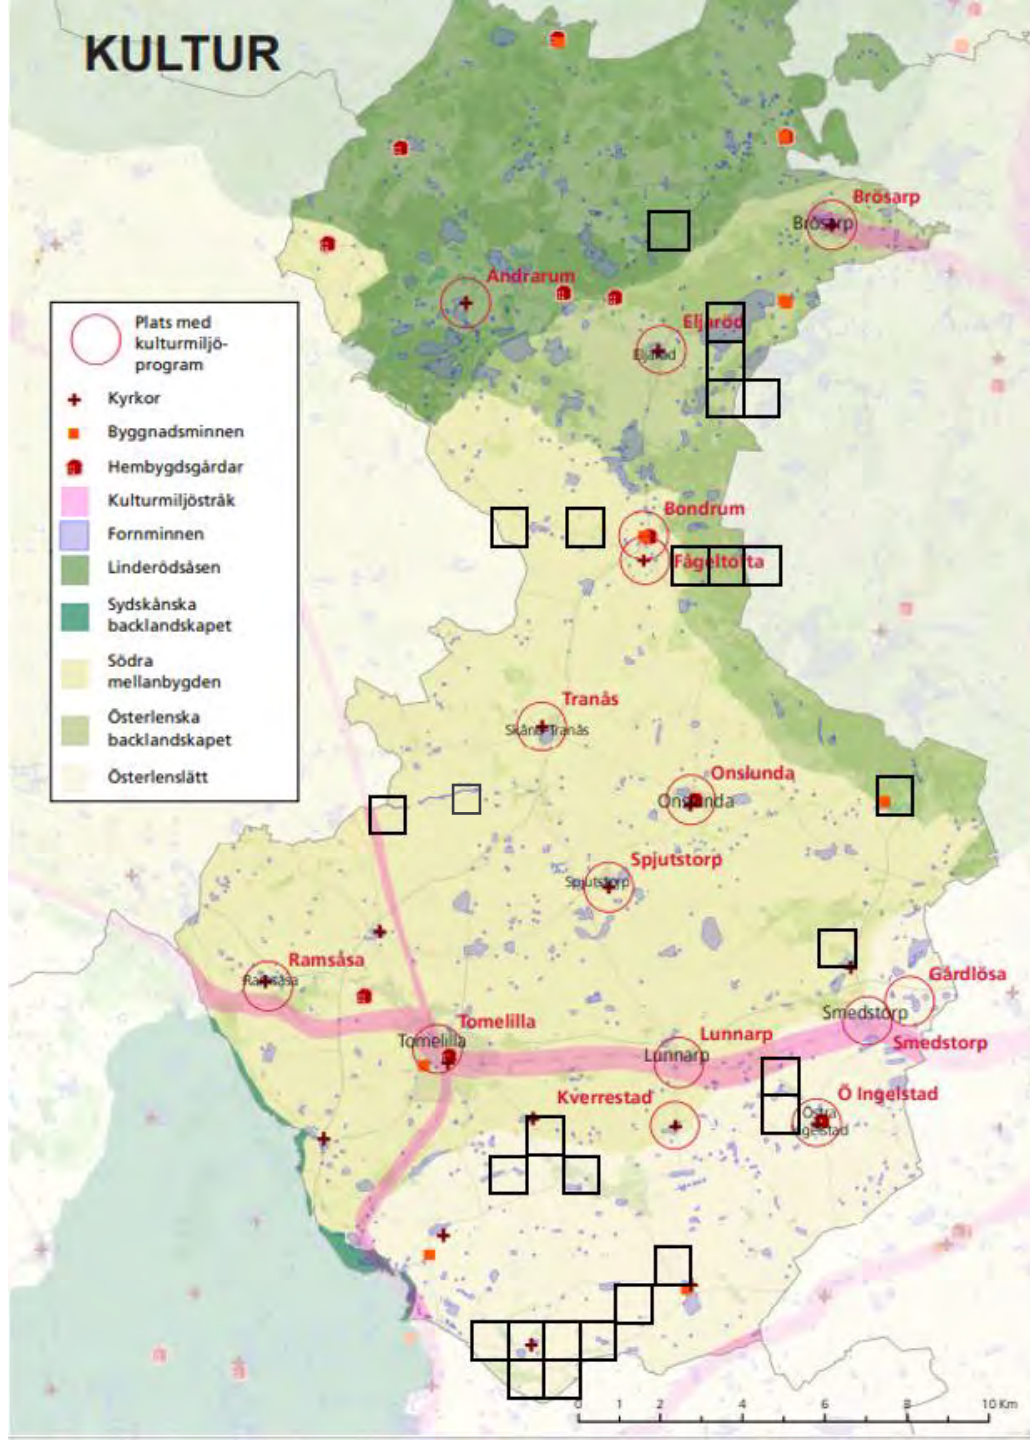 KULTUR
Brösarp
Brösarp
Andrarum
Eljaröd
Eljaröd
Plats med
kulturmiljö-
program
Kyrkor
Byggnadsminnen
Hembygdsgårdar
Kulturmiljöstråk
Fornminnen
Linderödsåsen
Sydskånska
backlandskapet
Södra
mellanbygden
Österlenska
backlandskapet
Österlenslätt
Bondrum
Fågeltofta
Tranås
Skåne-Tranås
Onslunda
Onslunda
Spjutstorp
Spjutstorp
Ramsåsa
Ramsåsa
Gårdlösa
Smedstorp
Smedstorp
Tomelilla
Tomelilla
Lunnarp
Lunnarp
Kverrestad
Ö Ingelstad
Östra
Ingelstad
0 1 2 4 6 8 10 Km